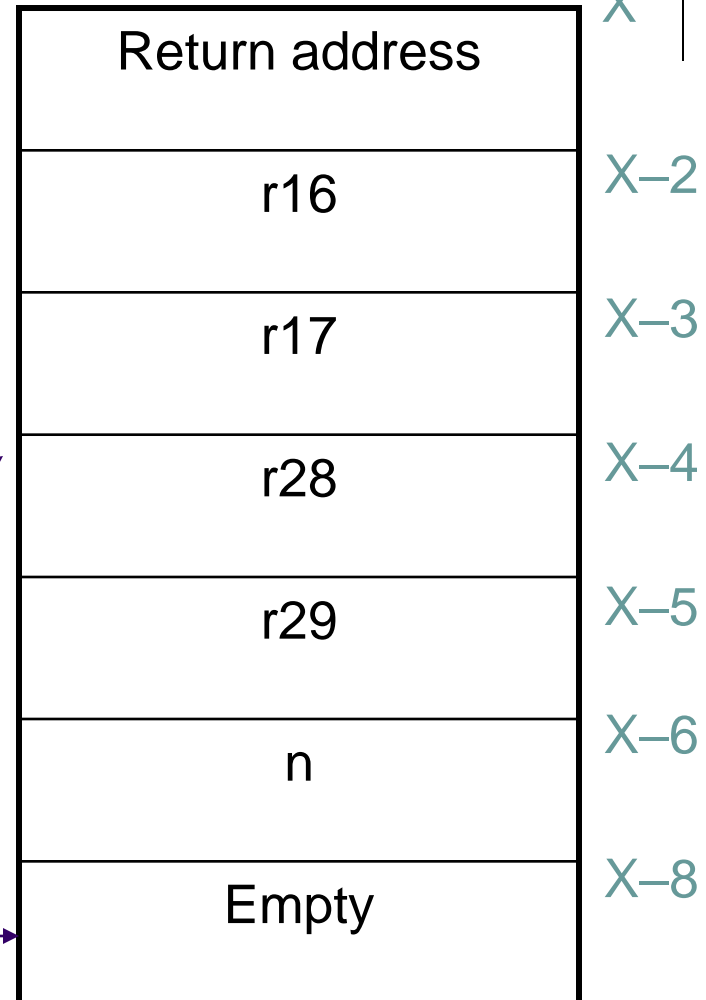 X
Return address
X–2
r16
X–3
r17
X–4
r28
X–5
r29
X–6
n
X–8
Empty